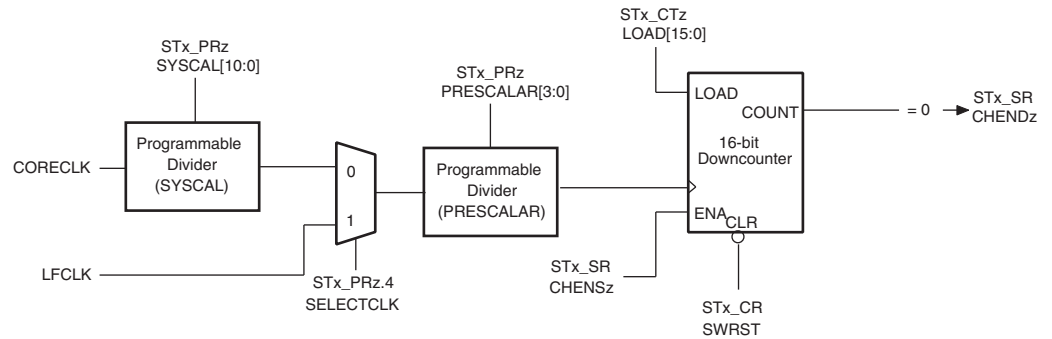 STx_CTz
LOAD[15:0]
STx_PRz
SYSCAL[10:0]
STx_PRz
PRESCALAR[3:0]
LOAD
COUNT
= 0
STx_SR
CHENDz
16-bit
Downcounter
Programmable
Divider
(SYSCAL)
CORECLK
0
1
Programmable
Divider
(PRESCALAR)
ENA
CLR
LFCLK
STx_PRz.4
SELECTCLK
STx_SR
CHENSz
STx_CR
SWRST